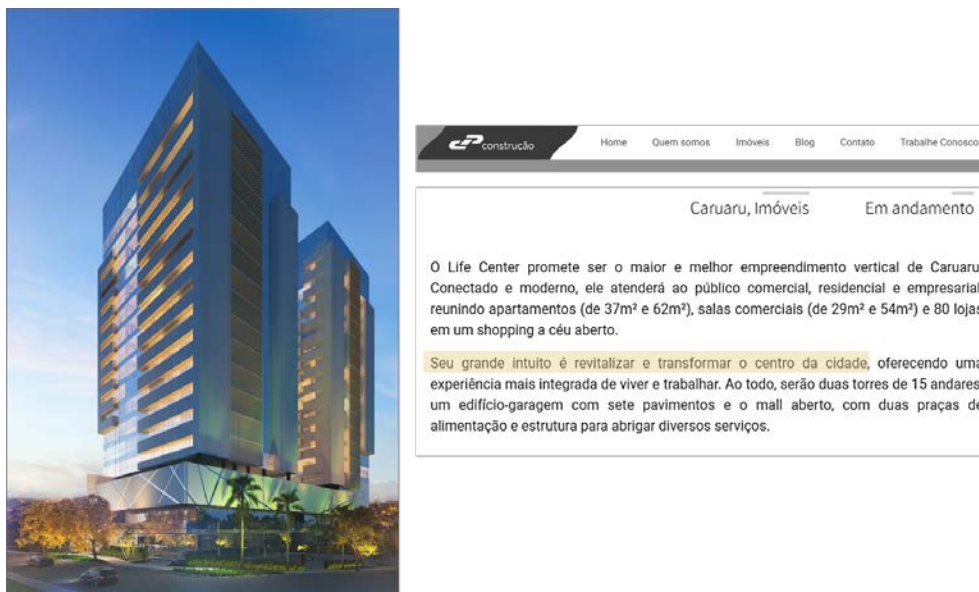 CP construção
Home Quem somos Imóveis Blog Contato Trabalhe Conosco
Caruaru, Imóveis Em andamento
O Life Center promete ser o maior e melhor empreendimento vertical de Caruaru
Conectado e moderno, ele atenderá ao público comercial, residencial e empresarial
reunindo apartamentos (de 37m² e 62m²), salas comerciais (de 29m² e 54m²) e 80 lojas
em um shopping a céu aberto.
Seu grande intuito é revitalizar e transformar o centro da cidade, oferecendo uma
experiência mais integrada de viver e trabalhar. Ao todo, serão duas torres de 15 andares
um edifício-garagem com sete pavimentos e o mall aberto, com duas praças de
alimentação e estrutura para abrigar diversos serviços.